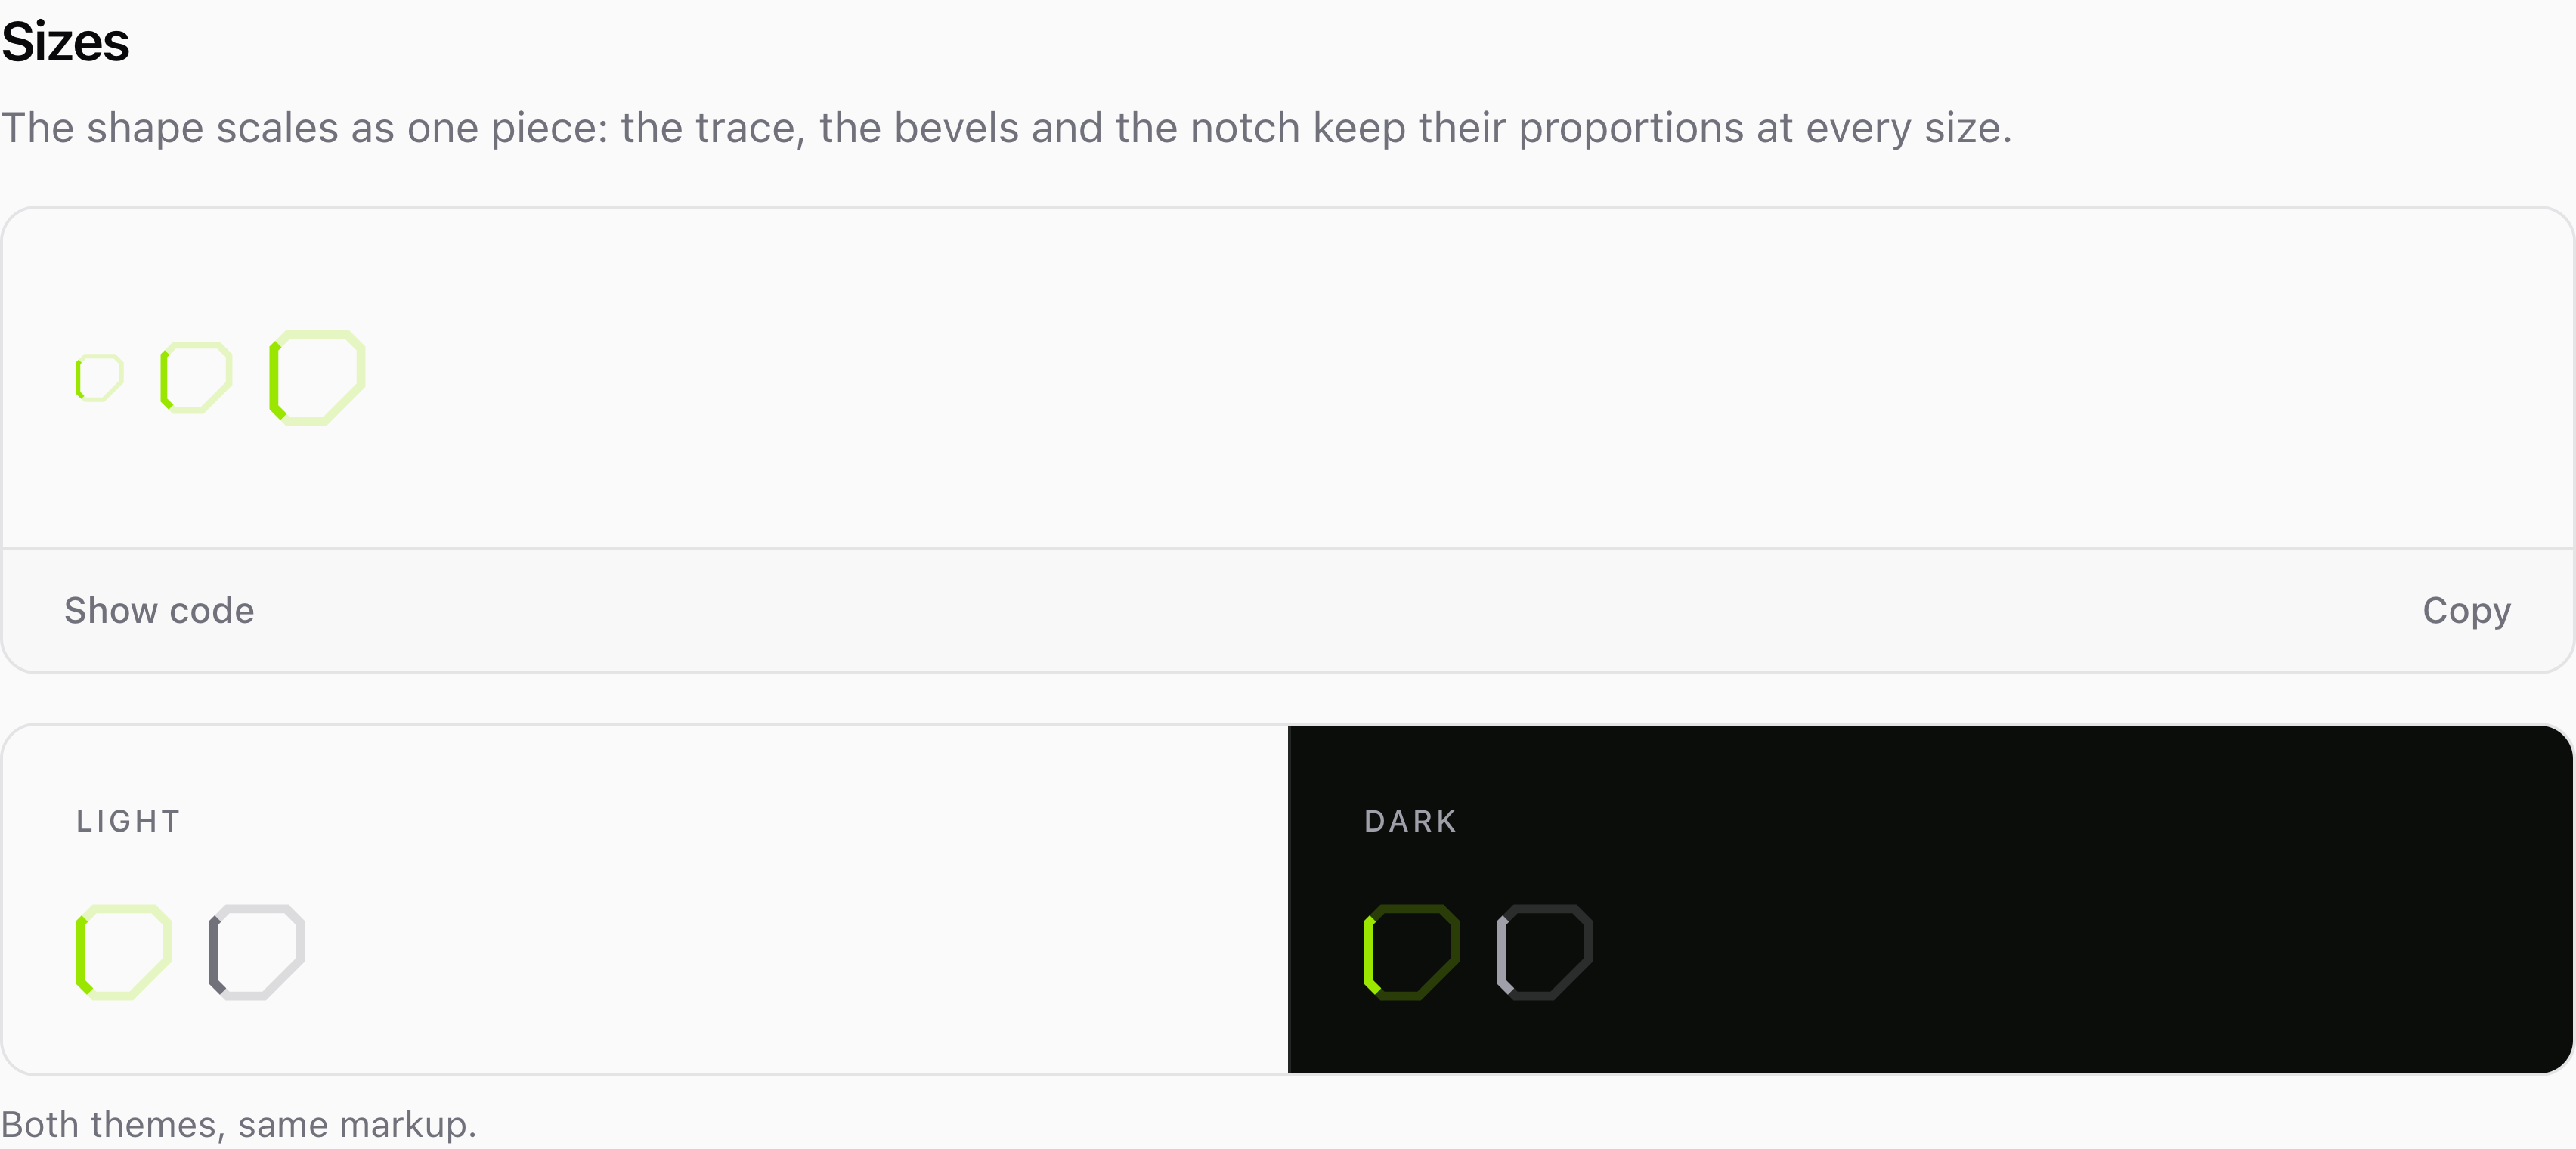 Sizes
The shape scales as one piece: the trace, the bevels and the notch keep their proportions at every size.
Show code
Copy
LIGHT
DARK
Both themes, same markup.